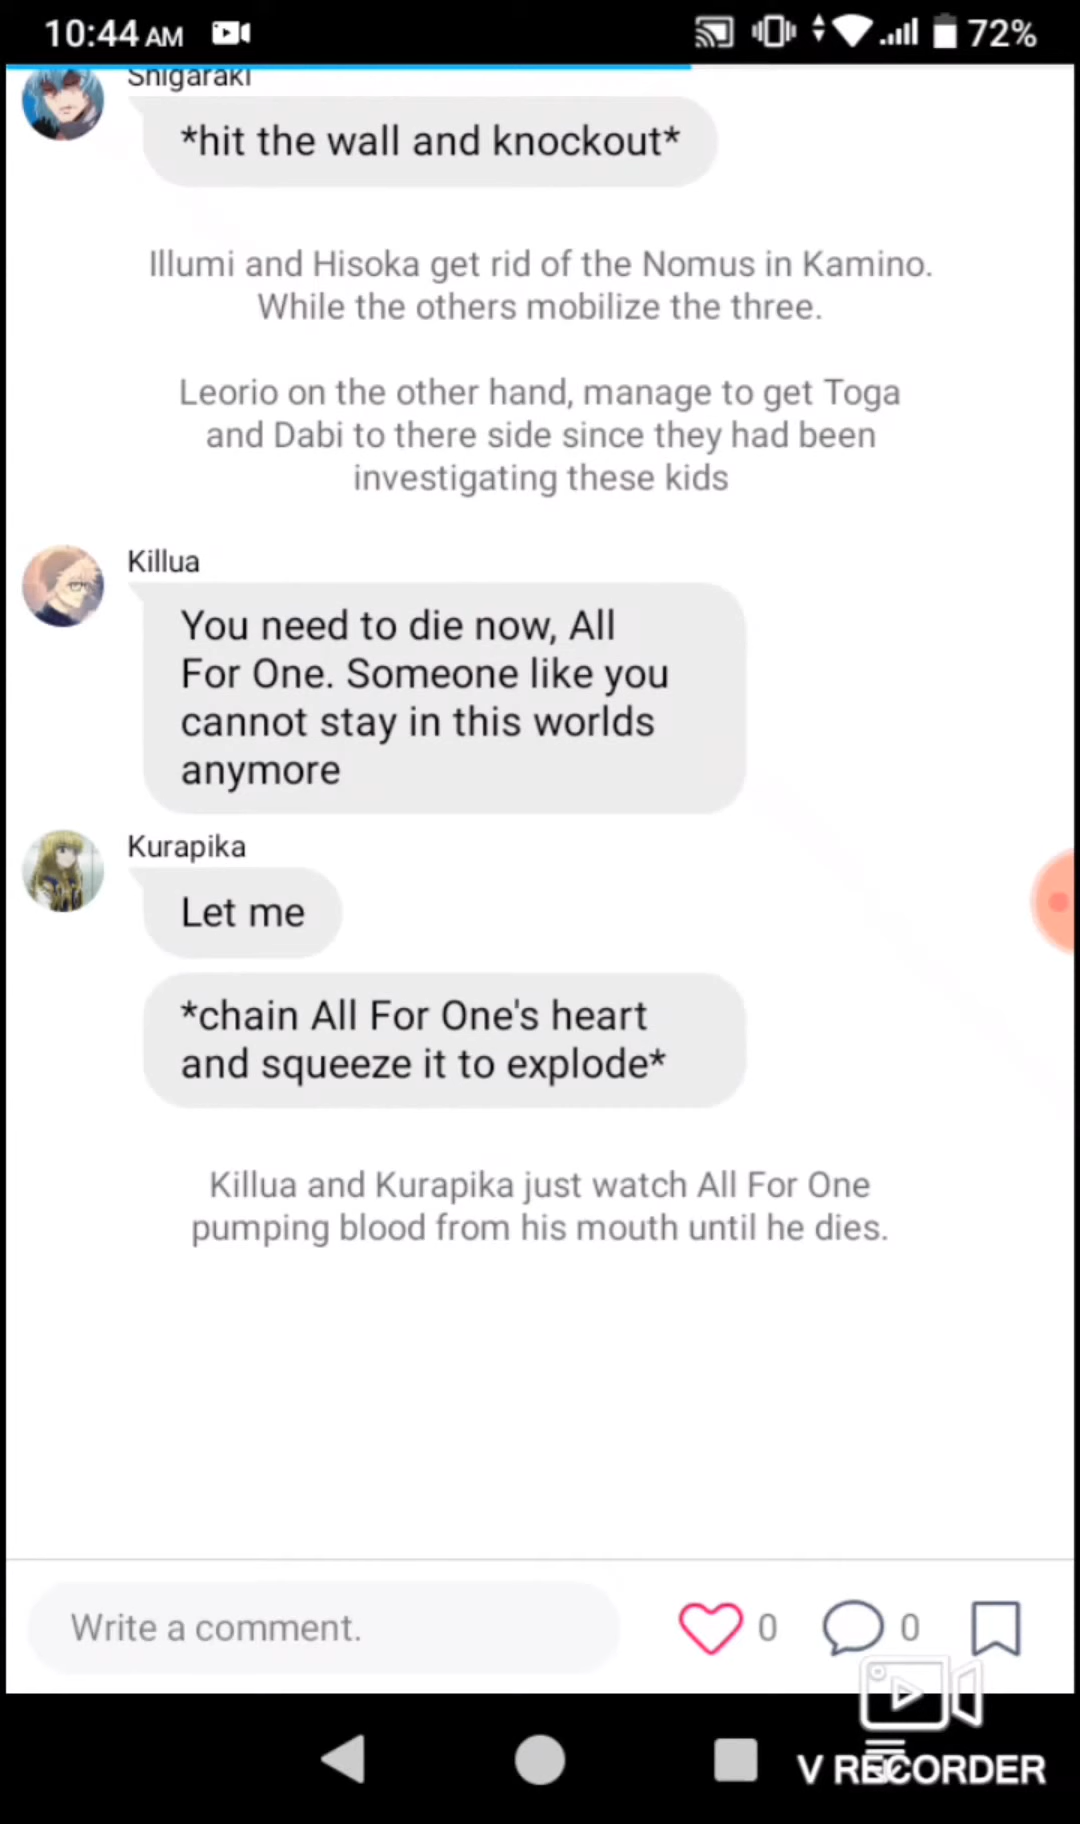 10:44 AM
72%
Shigaraki
*hit the wall and knockout*
Illumi and Hisoka get rid of the Nomus in Kamino.
While the others mobilize the three.
Leorio on the other hand, manage to get Toga
and Dabi to there side since they had been
investigating these kids
Killua
You need to die now, All
For One. Someone like you
cannot stay in this worlds
anymore
Kurapika
Let me
*chain All For One's heart
and squeeze it to explode*
Killua and Kurapika just watch All For One
pumping blood from his mouth until he dies.
Write a comment.
0
0
V RECORDER